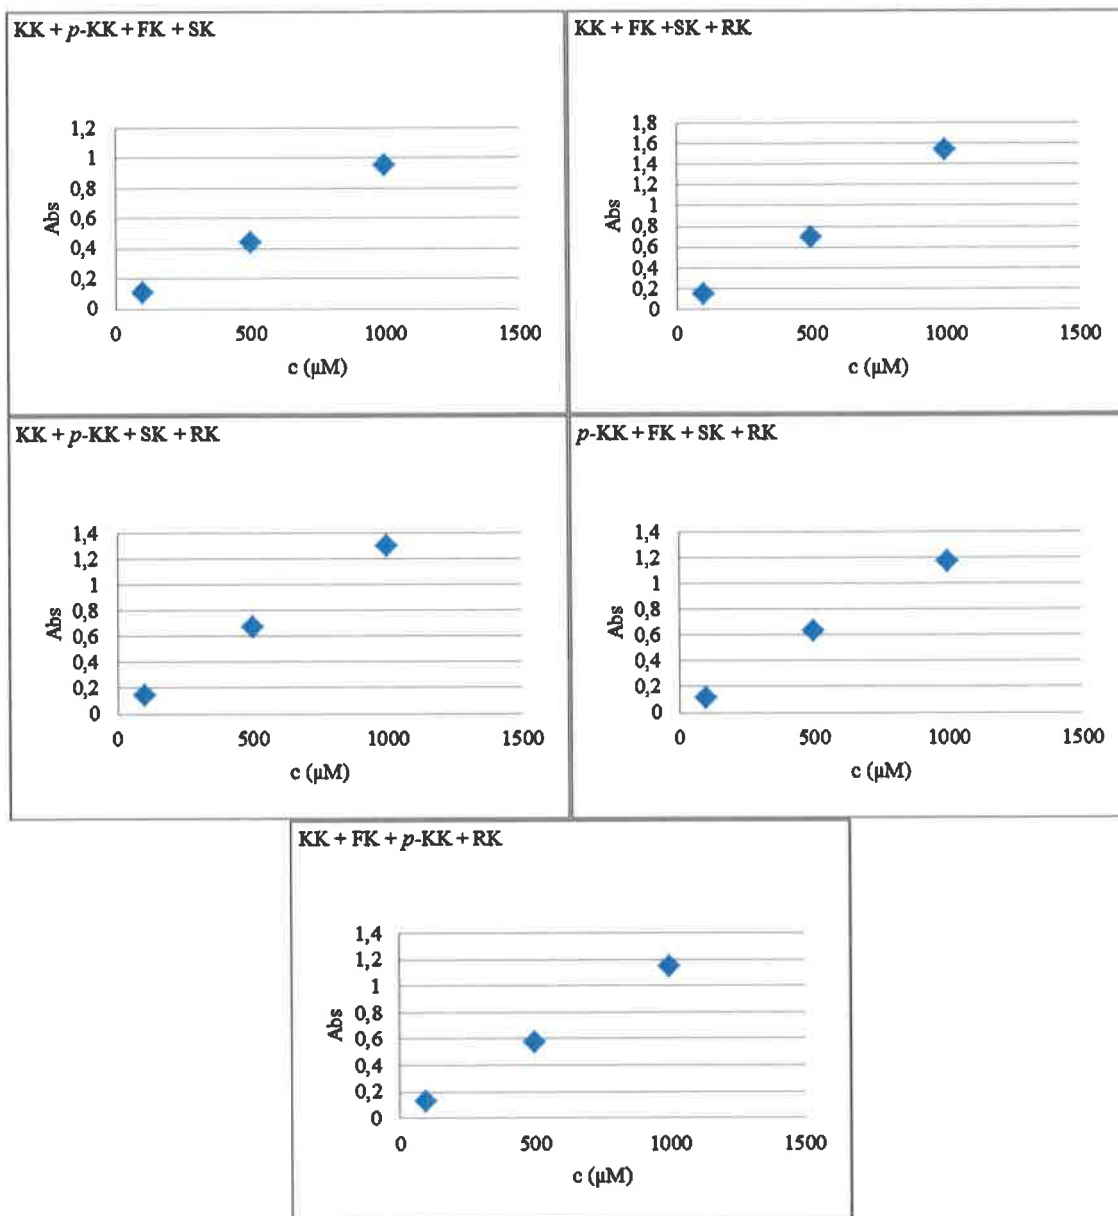 KK + p-KK + FK + SK
1,2
1
0,8
0,6
0,4
0,2
0
Abs
0 500 1000 1500
c (μM)
KK + FK +SK + RK
1,8
1,6
1,4
1,2
1
0,8
0,6
0,4
0,2
0
Abs
0 500 1000 1500
c (μM)
KK + p-KK + SK + RK
1,4
1,2
1
0,8
0,6
0,4
0,2
0
Abs
0 500 1000 1500
c (μM)
p-KK + FK + SK + RK
1,4
1,2
1
0,8
0,6
0,4
0,2
0
Abs
0 500 1000 1500
c (μM)
KK + FK + p-KK + RK
1,4
1,2
1
0,8
0,6
0,4
0,2
0
Abs
0 500 1000 1500
c (μM)